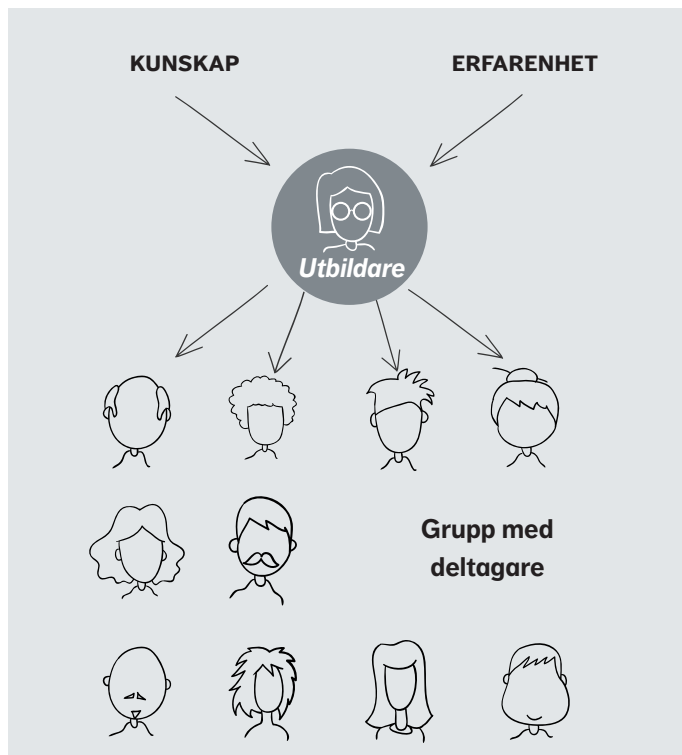 KUNSKAP
ERFARENHET
Utbildare
Grupp med
deltagare